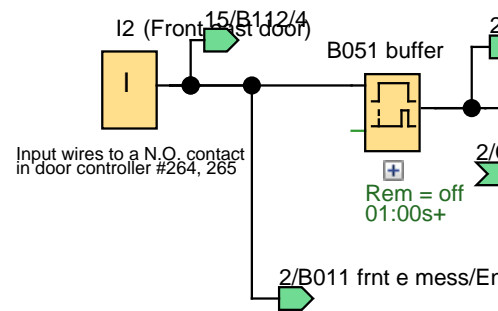 15/B112/4
I2 (Front east door)
B051 buffer
I
Input wires to a N.O. contact
in door controller #264, 265
Rem = off
01:00s+
2/B011 frnt e mess/En